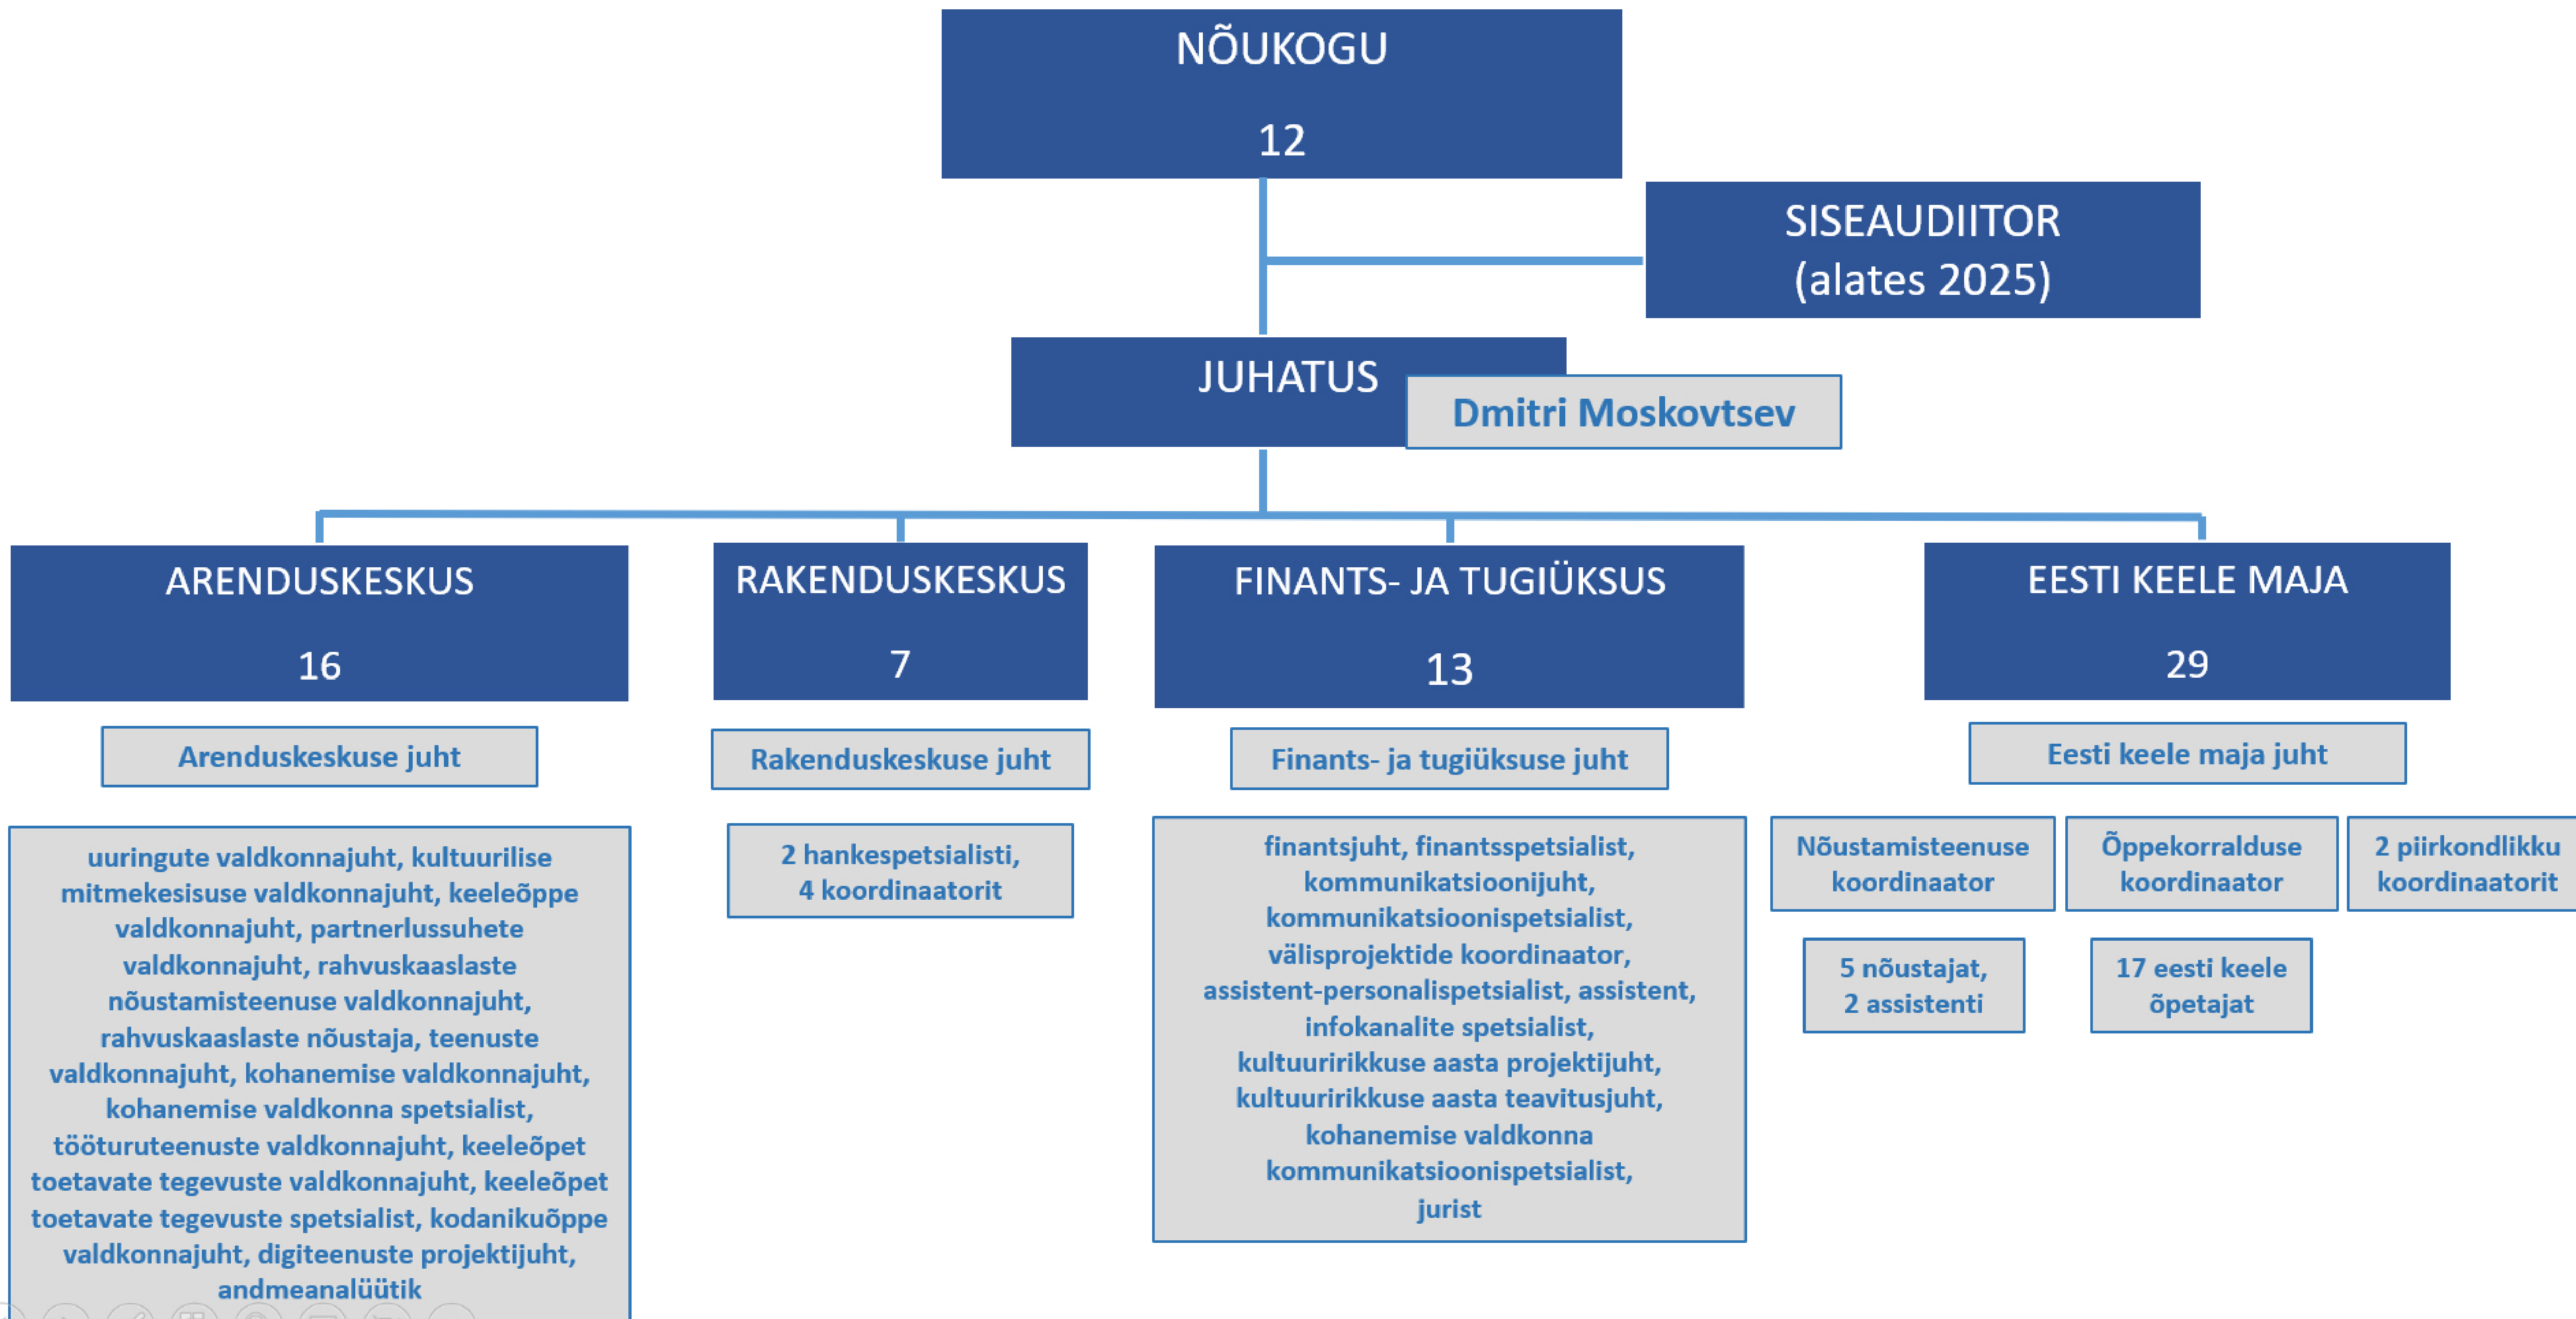 NÕUKOGU
12
SISEAUDIITOR
(alates 2025)
JUHATUS
Dmitri Moskovtsev
ARENDUSKESKUS
16
RAKENDUSKESKUS
7
FINANTS- JA TUGIÜKSUS
13
EESTI KEELE MAJA
29
Arenduskeskuse juht
Rakenduskeskuse juht
Finants- ja tugiüksuse juht
Eesti keele maja juht
uuringute valdkonnajuht, kultuurilise
mitmekesisuse valdkonnajuht, keeleõppe
valdkonnajuht, partnerlussuhete
valdkonnajuht, rahvuskaaslaste
nõustamisteenuse valdkonnajuht,
rahvuskaaslaste nõustaja, teenuste
valdkonnajuht, kohanemise valdkonnajuht,
kohanemise valdkonna spetsialist,
tööturuteenuste valdkonnajuht, keeleõpet
toetavate tegevuste valdkonnajuht, keeleõpet
toetavate tegevuste spetsialist, kodanikuõppe
valdkonnajuht, digiteenuste projektijuht,
andmeanalüütik
2 hankespetsialisti,
4 koordinaatorit
finantsjuht, finantsspetsialist,
kommunikatsioonijuht,
kommunikatsioonispetsialist,
välisprojektide koordinaator,
assistent-personalispetsialist, assistent,
infokanalite spetsialist,
kultuuririkkuse aasta projektijuht,
kultuuririkkuse aasta teavitusjuht,
kohanemise valdkonna
kommunikatsioonispetsialist,
jurist
Nõustamisteenuse
koordinaator
Õppekorralduse
koordinaator
2 piirkondlikku
koordinaatorit
5 nõustajat,
2 assistenti
17 eesti keele
õpetajat